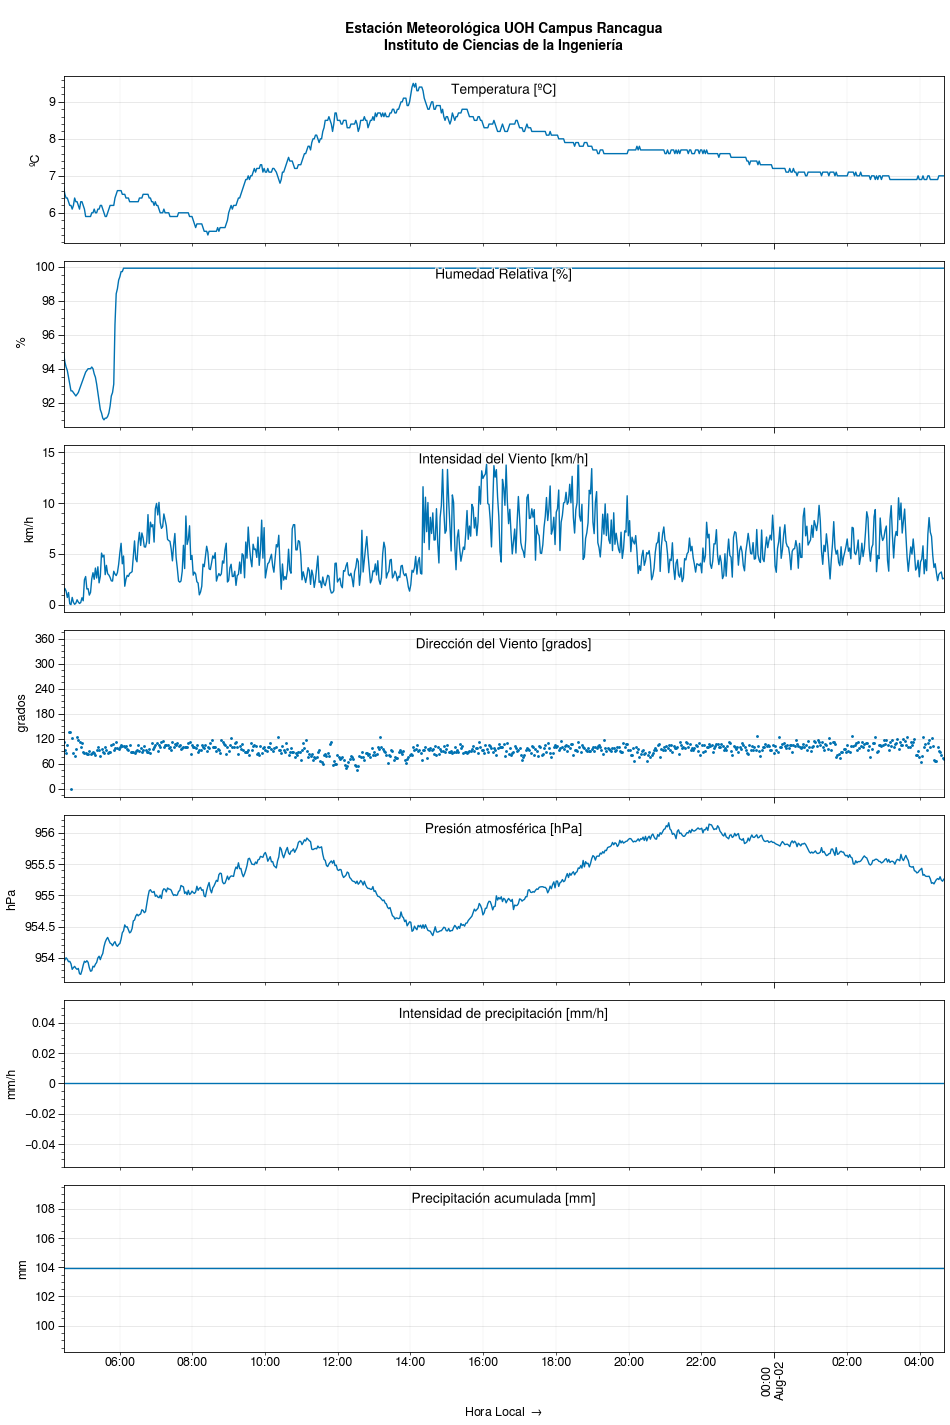 Estación Meteorológica UOH Campus Rancagua
Instituto de Ciencias de la Ingeniería
Temperatura [ºC]
ºC
9
8
7
6
Humedad Relativa [%]
%
100
98
96
94
92
Intensidad del Viento [km/h]
km/h
15
10
5
0
Dirección del Viento [grados]
grados
360
300
240
180
120
60
0
Presión atmosférica [hPa]
hPa
956
955.5
955
954.5
954
Intensidad de precipitación [mm/h]
mm/h
0.04
0.02
0
−0.02
−0.04
Precipitación acumulada [mm]
mm
108
106
104
102
100
06:00 08:00 10:00 12:00 14:00 16:00 18:00 20:00 22:00 00:00 02:00 04:00
Aug-02
Hora Local →